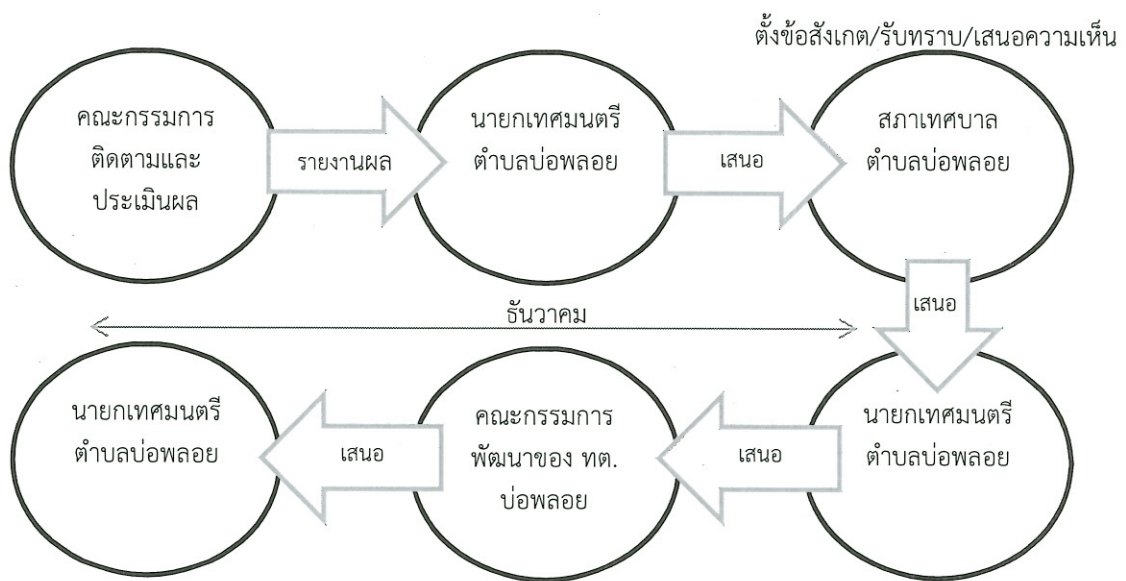 ตั้งข้อสังเกต/รับทราบ/เสนอความเห็น
คณะกรรมการ
ติดตามและ
ประเมินผล
รายงานผล
นายกเทศมนตรี
ตำบลบ่อพลอย
เสนอ
สภาเทศบาล
ตำบลบ่อพลอย
เสนอ
ธันวาคม
นายกเทศมนตรี
ตำบลบ่อพลอย
เสนอ
คณะกรรมการ
พัฒนาของ ทต.
บ่อพลอย
เสนอ
นายกเทศมนตรี
ตำบลบ่อพลอย